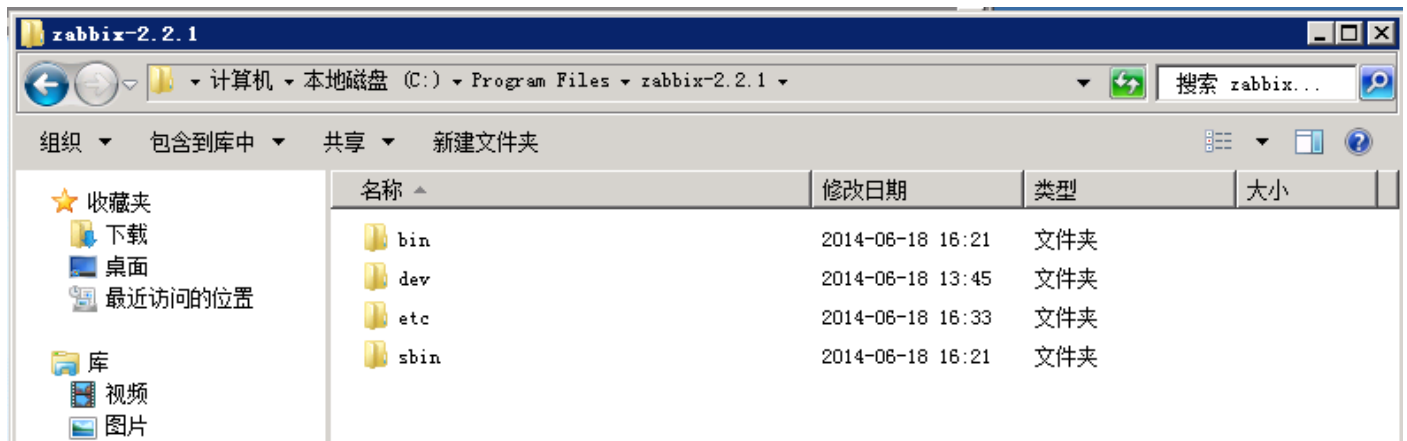 zabbix-2.2.1
计算机 本地磁盘 (C:) Program Files zabbix-2.2.1
搜索 zabbix...
组织 包含到库中 共享 新建文件夹
名称 修改日期 类型 大小
收藏夹
下载
桌面
最近访问的位置
库
视频
图片
bin 2014-06-18 16:21 文件夹
dev 2014-06-18 13:45 文件夹
etc 2014-06-18 16:33 文件夹
sbin 2014-06-18 16:21 文件夹